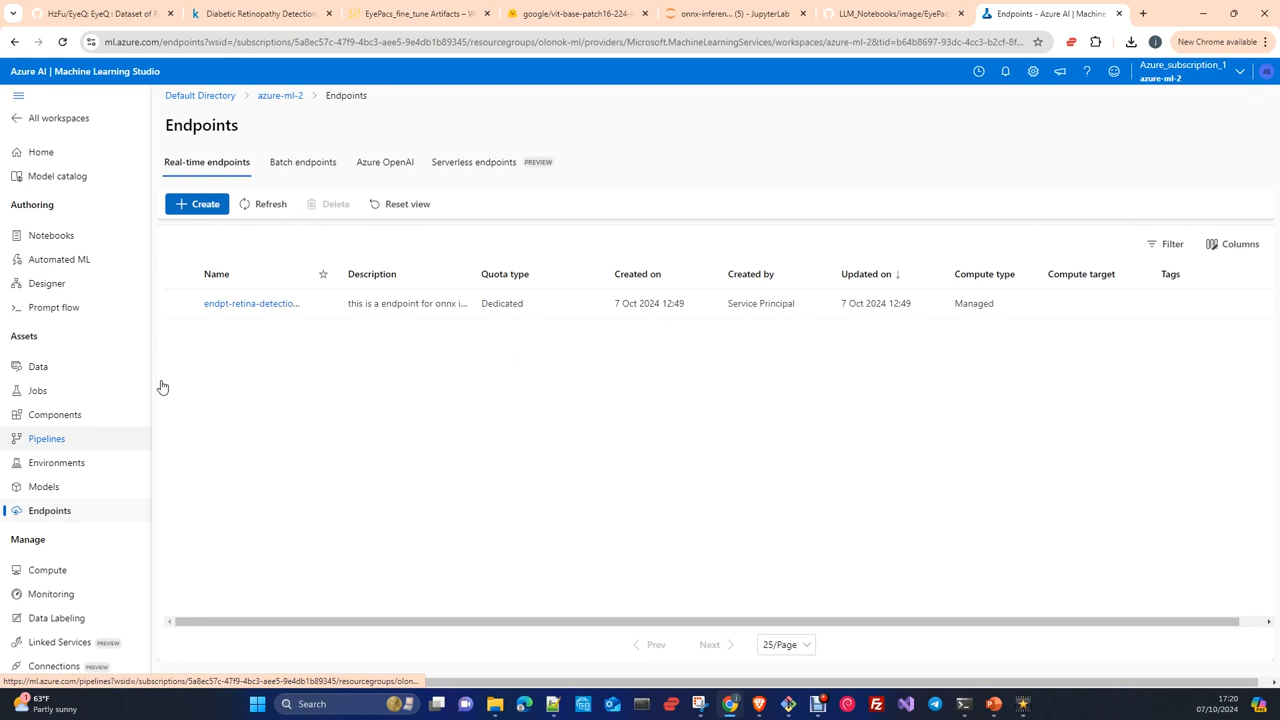 HzFu/EyeQ: EyeQ : Dataset of R
Diabetic Retinopathy Detection
EyePacs_fine_tune Artifacts – W
google/vit-base-patch16-224-i
onnx-inferen... (5) - JupyterLab
LLM_Notebooks/image/EyePac
Endpoints - Azure AI | Machine
ml.azure.com/endpoints?wsid=/subscriptions/5a8ec57c-47f9-4bc3-aee5-9e4db1b89345/resourcegroups/olonok-ml/providers/Microsoft.MachineLearningServices/workspaces/azure-ml-2&tid=b64b8697-93dc-4cc3-b2cf-8f...
New Chrome available
Azure AI | Machine Learning Studio
Azure_subscription_1
azure-ml-2
JG
All workspaces
Home
Model catalog
Authoring
Notebooks
Automated ML
Designer
Prompt flow
Assets
Data
Jobs
Components
Pipelines
Environments
Models
Endpoints
Manage
Compute
Monitoring
Data Labeling
Linked Services PREVIEW
Connections PREVIEW
Default Directory > azure-ml-2 > Endpoints
Endpoints
Real-time endpoints Batch endpoints Azure OpenAI Serverless endpoints PREVIEW
Create Refresh Delete Reset view
Filter Columns
Name Description Quota type Created on Created by Updated on ↓ Compute type Compute target Tags
endpt-retina-detectio... this is a endpoint for onnx i... Dedicated 7 Oct 2024 12:49 Service Principal 7 Oct 2024 12:49 Managed
Prev Next 25/Page
https://ml.azure.com/pipelines?wsid=/subscriptions/5a8ec57c-47f9-4bc3-aee5-9e4db1b89345/resourcegroups/olon...
63°F
Partly sunny
Search
17:20
07/10/2024